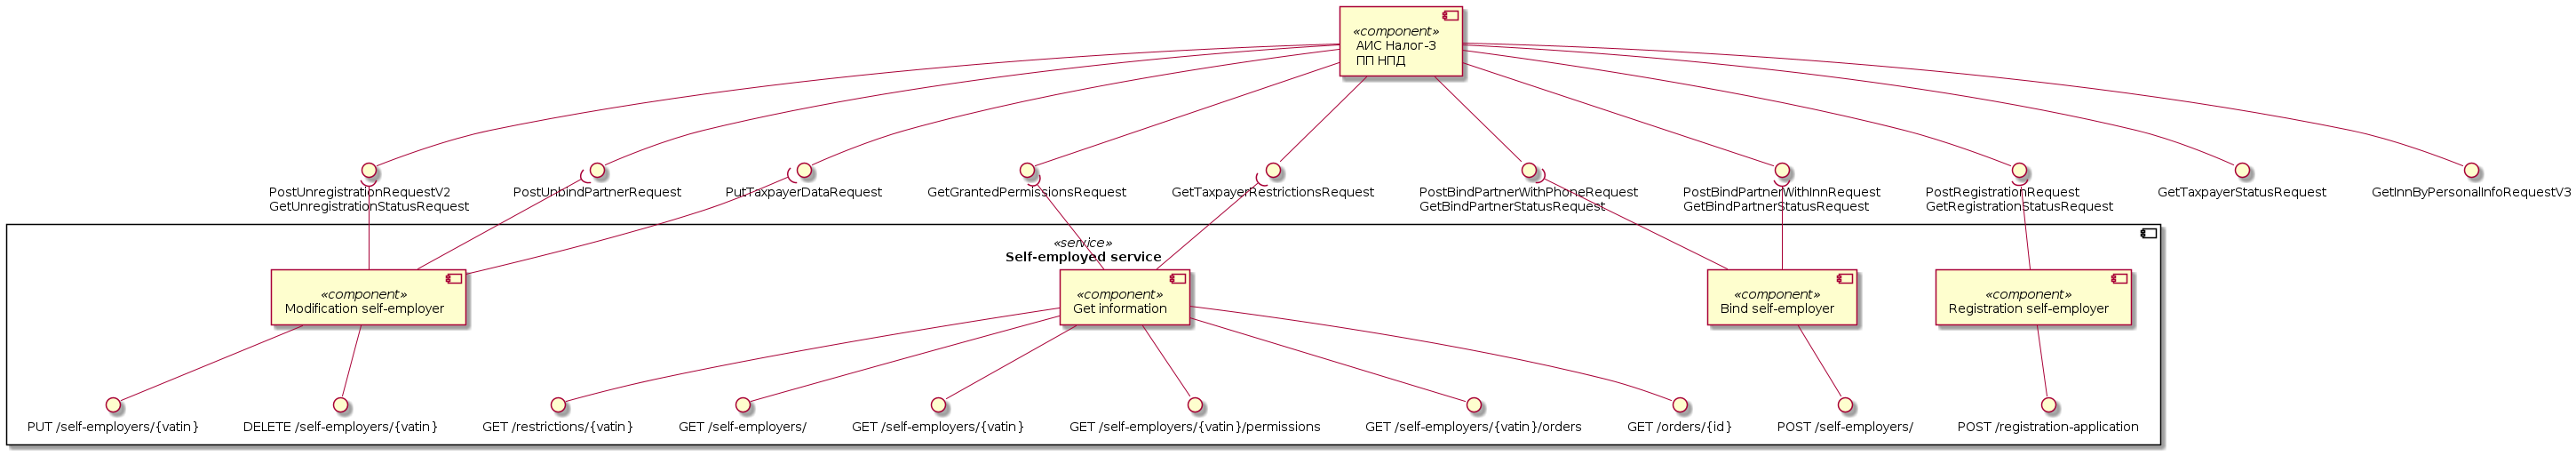 «component»
АИС Налог-3
ПП НПД
PostUnregistrationRequestV2
GetUnregistrationStatusRequest
PostUnbindPartnerRequest
PutTaxpayerDataRequest
GetGrantedPermissionsRequest
GetTaxpayerRestrictionsRequest
PostBindPartnerWithPhoneRequest
GetBindPartnerStatusRequest
PostBindPartnerWithInnRequest
GetBindPartnerStatusRequest
PostRegistrationRequest
GetRegistrationStatusRequest
GetTaxpayerStatusRequest
GetInnByPersonalInfoRequestV3
«service»
Self-employed service
«component»
Modification self-employer
«component»
Get information
«component»
Bind self-employer
«component»
Registration self-employer
PUT /self-employers/{vatin}
DELETE /self-employers/{vatin}
GET /restrictions/{vatin}
GET /self-employers/
GET /self-employers/{vatin}
GET /self-employers/{vatin}/permissions
GET /self-employers/{vatin}/orders
GET /orders/{id}
POST /self-employers/
POST /registration-application